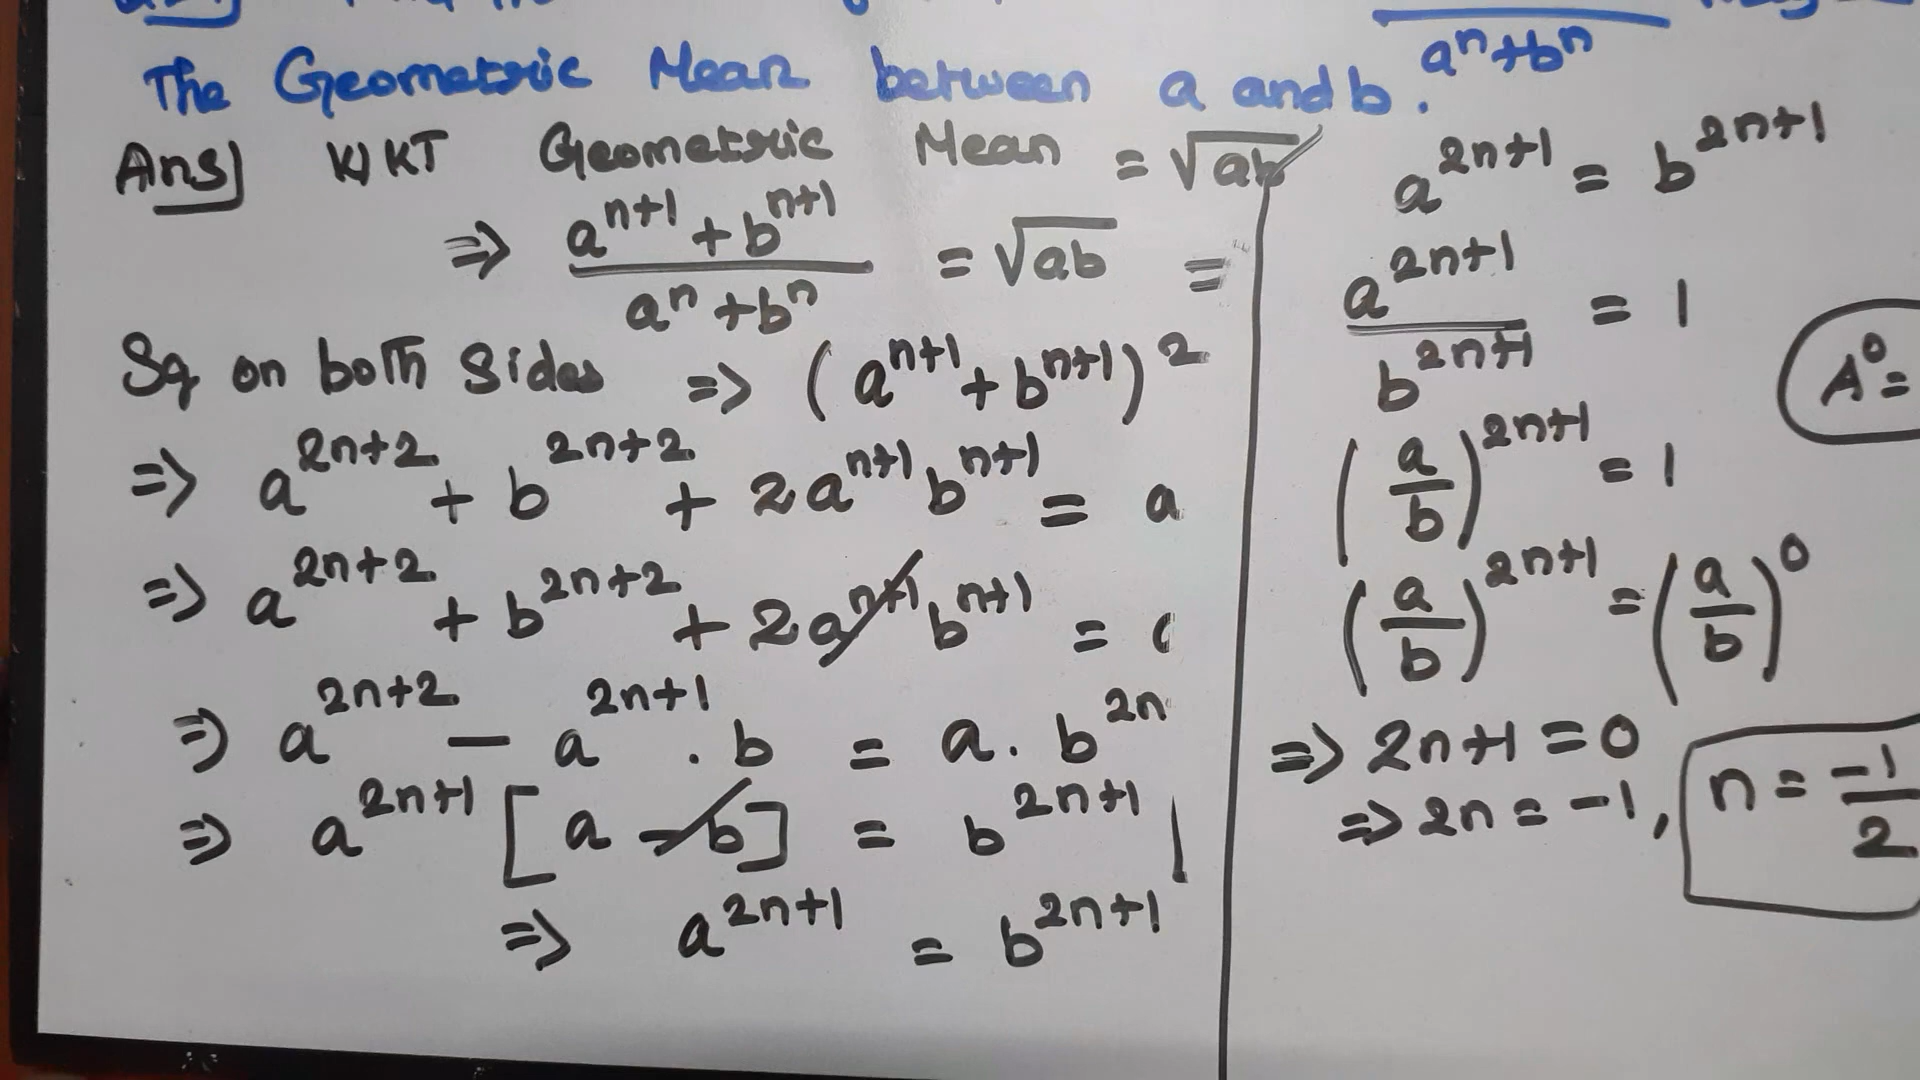 The Geometric Mean between a and b. aⁿ+bⁿ
Ans] WKT Geometric Mean = √ab
⇒ (aⁿ⁺¹ + bⁿ⁺¹)/(aⁿ + bⁿ) = √ab =
Sq on both sides ⇒ (aⁿ⁺¹ + bⁿ⁺¹)²
⇒ a²ⁿ⁺² + b²ⁿ⁺² + 2aⁿ⁺¹.bⁿ⁺¹ = a
⇒ a²ⁿ⁺² + b²ⁿ⁺² + 2aⁿ⁺¹bⁿ⁺¹ =
⇒ a²ⁿ⁺² − a²ⁿ⁺¹ . b = a. b²ⁿ
⇒ a²ⁿ⁺¹ [a − b] = b²ⁿ⁺¹
⇒ a²ⁿ⁺¹ = b²ⁿ⁺¹
a²ⁿ⁺¹ = b²ⁿ⁺¹
a²ⁿ⁺¹/b²ⁿ⁺¹ = 1
A⁰ =
(a/b)²ⁿ⁺¹ = 1
(a/b)²ⁿ⁺¹ = (a/b)⁰
⇒ 2n+1 = 0
⇒ 2n = −1, n = −1/2